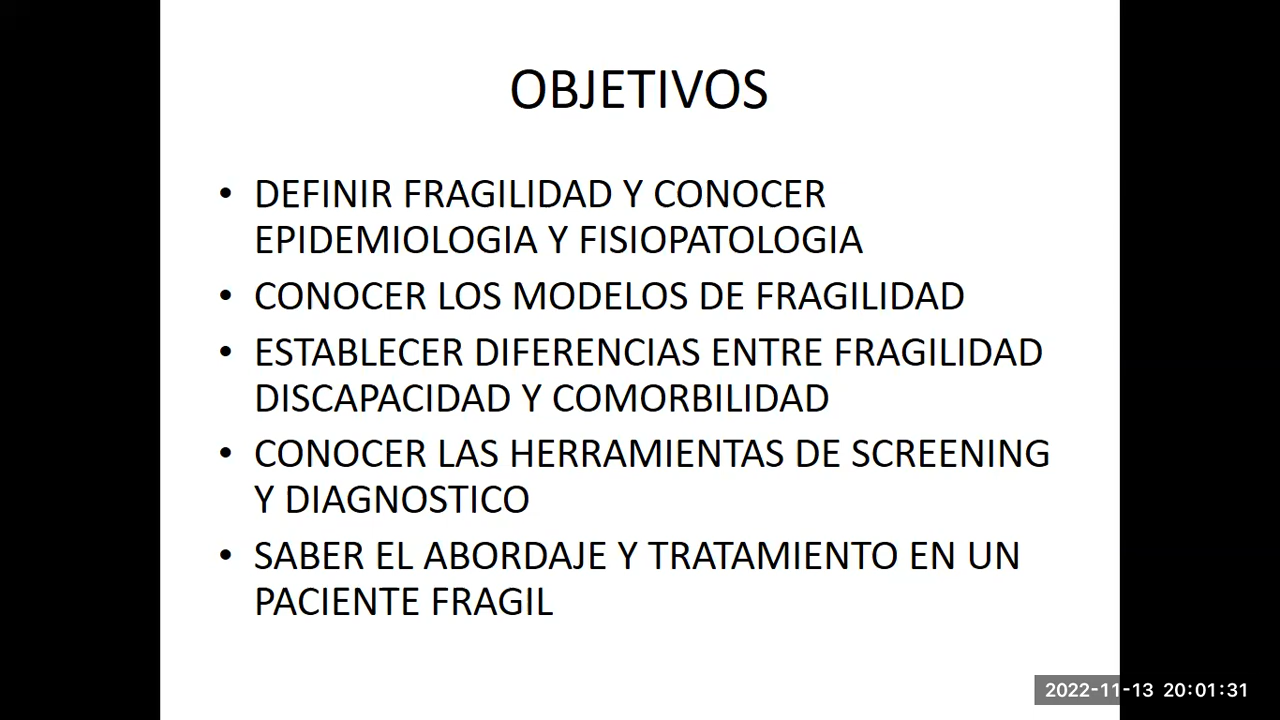 OBJETIVOS
• DEFINIR FRAGILIDAD Y CONOCER
EPIDEMIOLOGIA Y FISIOPATOLOGIA
• CONOCER LOS MODELOS DE FRAGILIDAD
• ESTABLECER DIFERENCIAS ENTRE FRAGILIDAD
DISCAPACIDAD Y COMORBILIDAD
• CONOCER LAS HERRAMIENTAS DE SCREENING
Y DIAGNOSTICO
• SABER EL ABORDAJE Y TRATAMIENTO EN UN
PACIENTE FRAGIL
2022-11-13 20:01:31